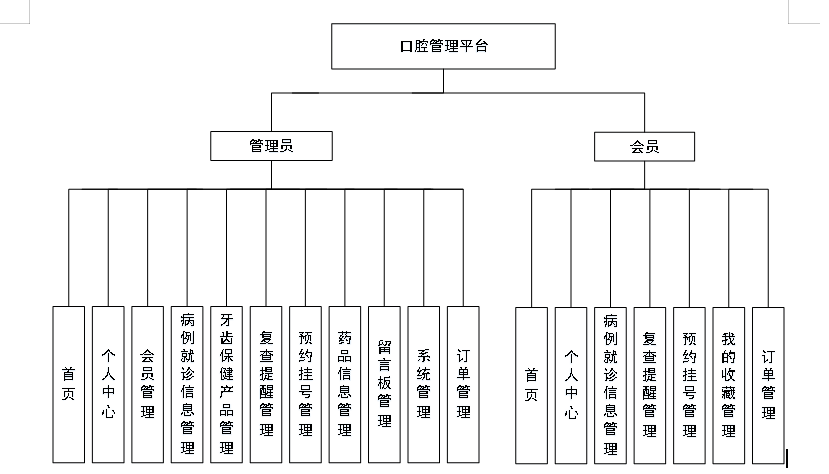 口腔管理平台
管理员
会员
首页
个人中心
会员管理
病例就诊信息管理
牙齿保健产品管理
复查提醒管理
预约挂号管理
药品信息管理
留言板管理
系统管理
订单管理
首页
个人中心
病例就诊信息管理
复查提醒管理
预约挂号管理
我的收藏管理
订单管理